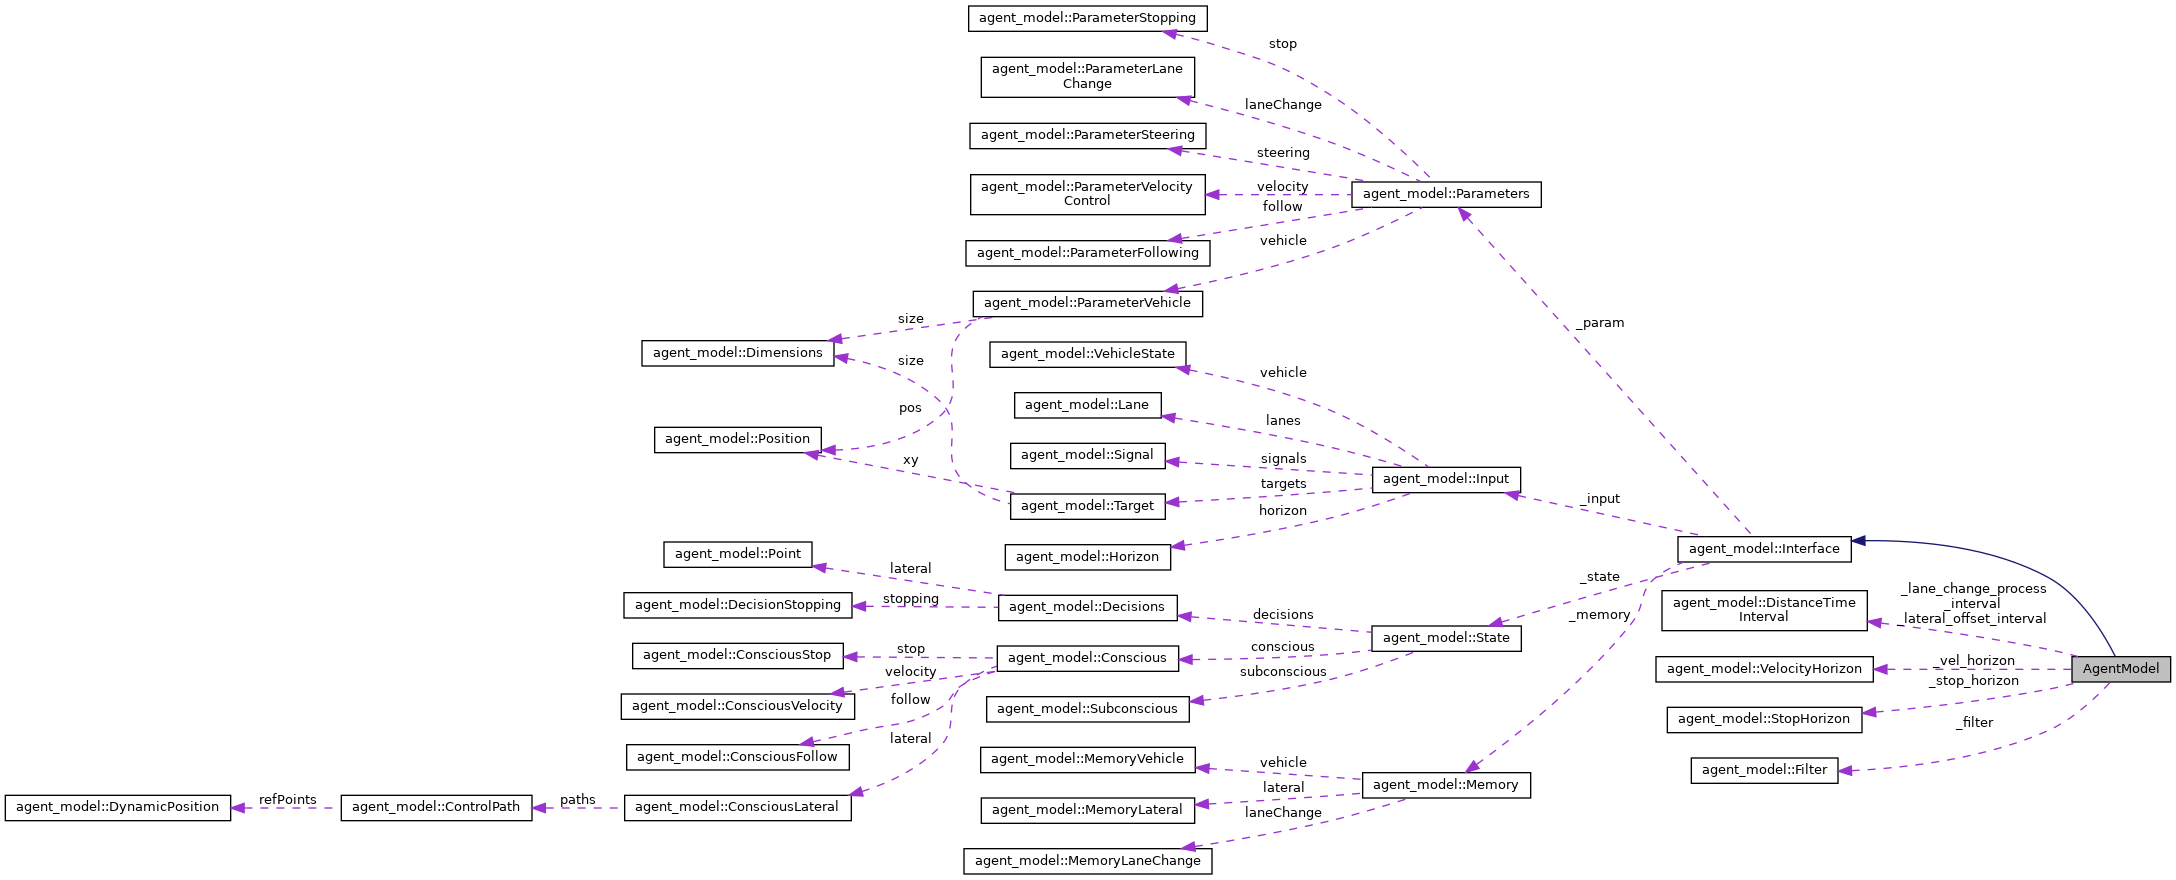 agent_model::ParameterStopping
stop
agent_model::ParameterLane
Change
laneChange
agent_model::ParameterSteering
steering
agent_model::ParameterVelocity
Control
velocity
agent_model::Parameters
follow
agent_model::ParameterFollowing
vehicle
agent_model::ParameterVehicle
size
_param
agent_model::Dimensions
agent_model::VehicleState
size
vehicle
agent_model::Lane
pos
lanes
agent_model::Position
agent_model::Signal
xy
signals
agent_model::Input
targets
_input
agent_model::Target
horizon
agent_model::Point
agent_model::Horizon
agent_model::Interface
lateral
_state
_lane_change_process
_interval
_lateral_offset_interval
agent_model::DistanceTime
Interval
agent_model::DecisionStopping
stopping
agent_model::Decisions
decisions
_memory
agent_model::State
agent_model::ConsciousStop
stop
agent_model::Conscious
conscious
_vel_horizon
agent_model::VelocityHorizon
AgentModel
velocity
subconscious
_stop_horizon
agent_model::ConsciousVelocity
follow
agent_model::Subconscious
agent_model::StopHorizon
_filter
lateral
agent_model::ConsciousFollow
agent_model::MemoryVehicle
vehicle
agent_model::Filter
agent_model::Memory
lateral
agent_model::DynamicPosition
refPoints
agent_model::ControlPath
paths
agent_model::ConsciousLateral
agent_model::MemoryLateral
laneChange
agent_model::MemoryLaneChange